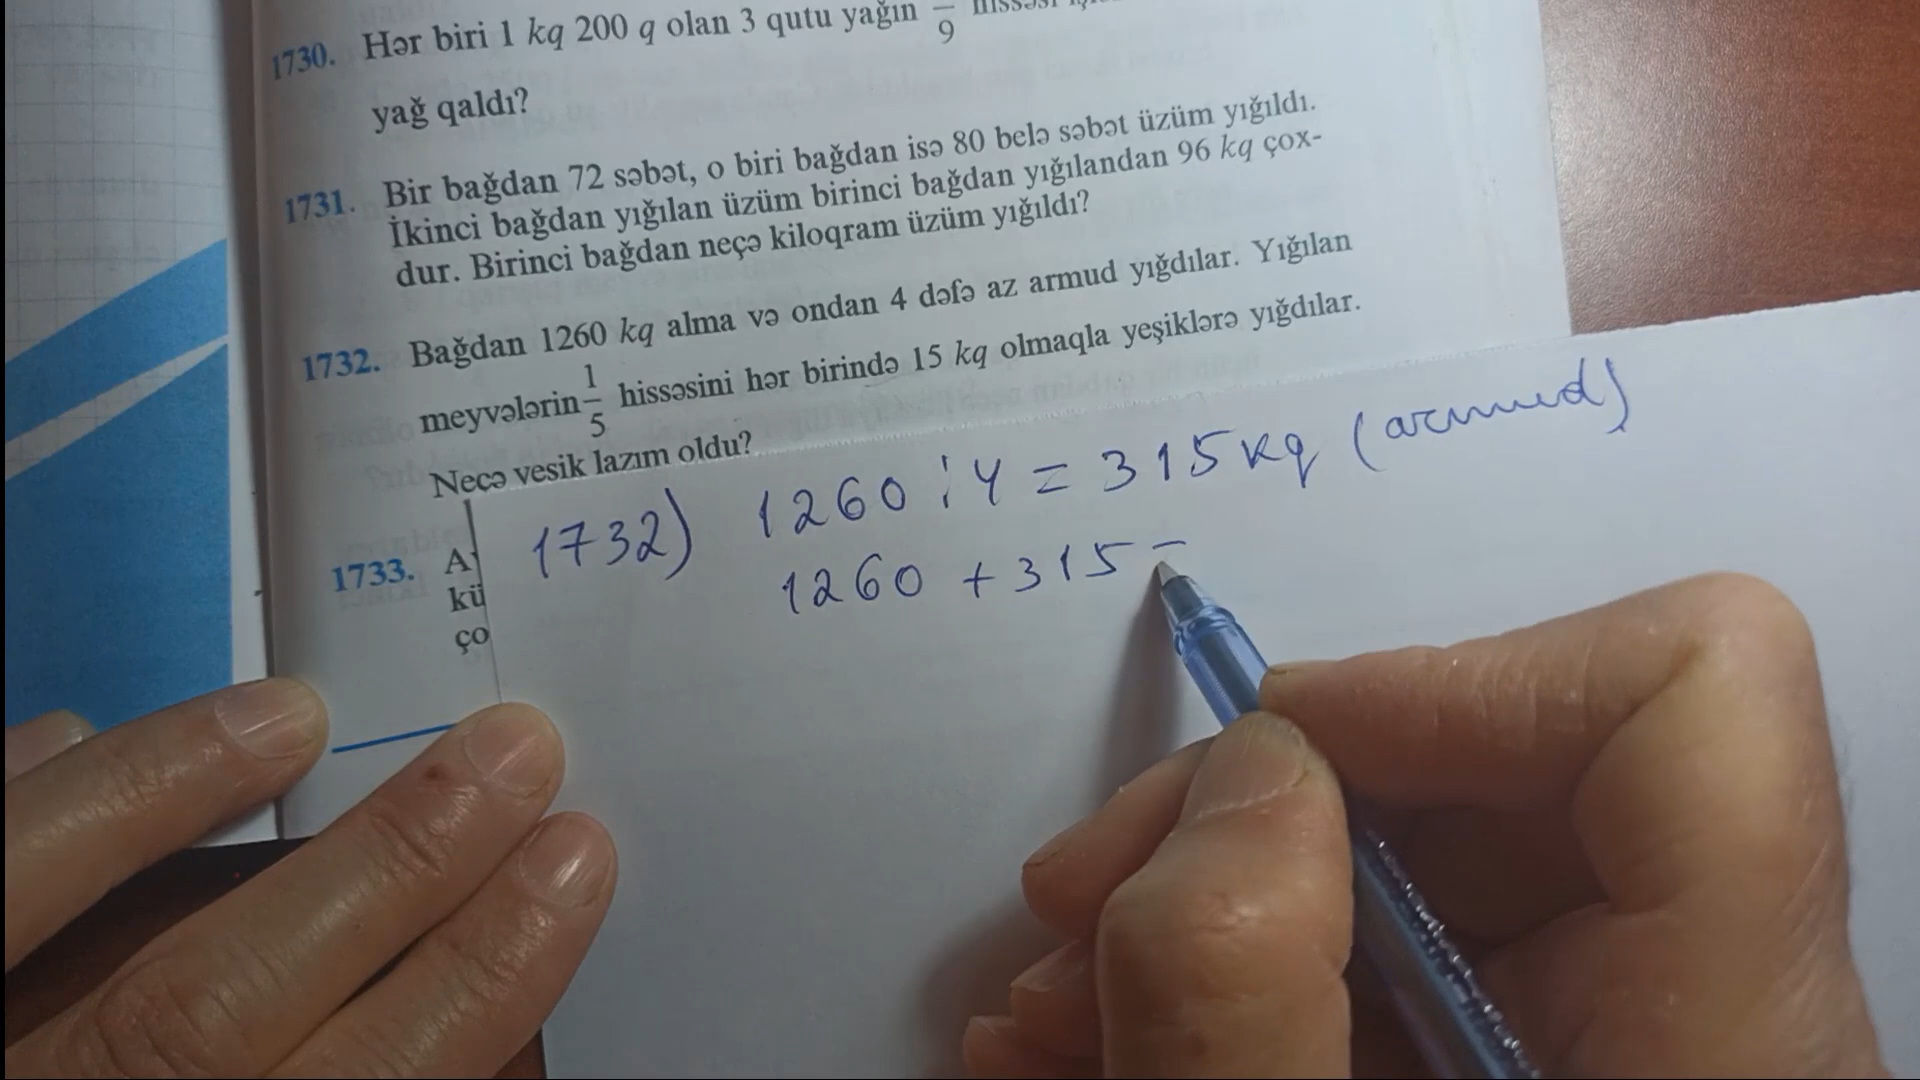 1730. Hər biri 1 kq 200 q olan 3 qutu yağın 9
yağ qaldı?
1731. Bir bağdan 72 səbət, o biri bağdan isə 80 belə səbət üzüm yığıldı.
İkinci bağdan yığılan üzüm birinci bağdan yığılandan 96 kq çox-
dur. Birinci bağdan neçə kiloqram üzüm yığıldı?
1732. Bağdan 1260 kq alma və ondan 4 dəfə az armud yığdılar. Yığılan
meyvələrin 1/5 hissəsini hər birində 15 kq olmaqla yeşiklərə yığdılar.
Neçə yeşik lazım oldu?
1732) 1260 : 4 = 315 kq (armud)
1260 + 315 -
1733. A
kü
ço